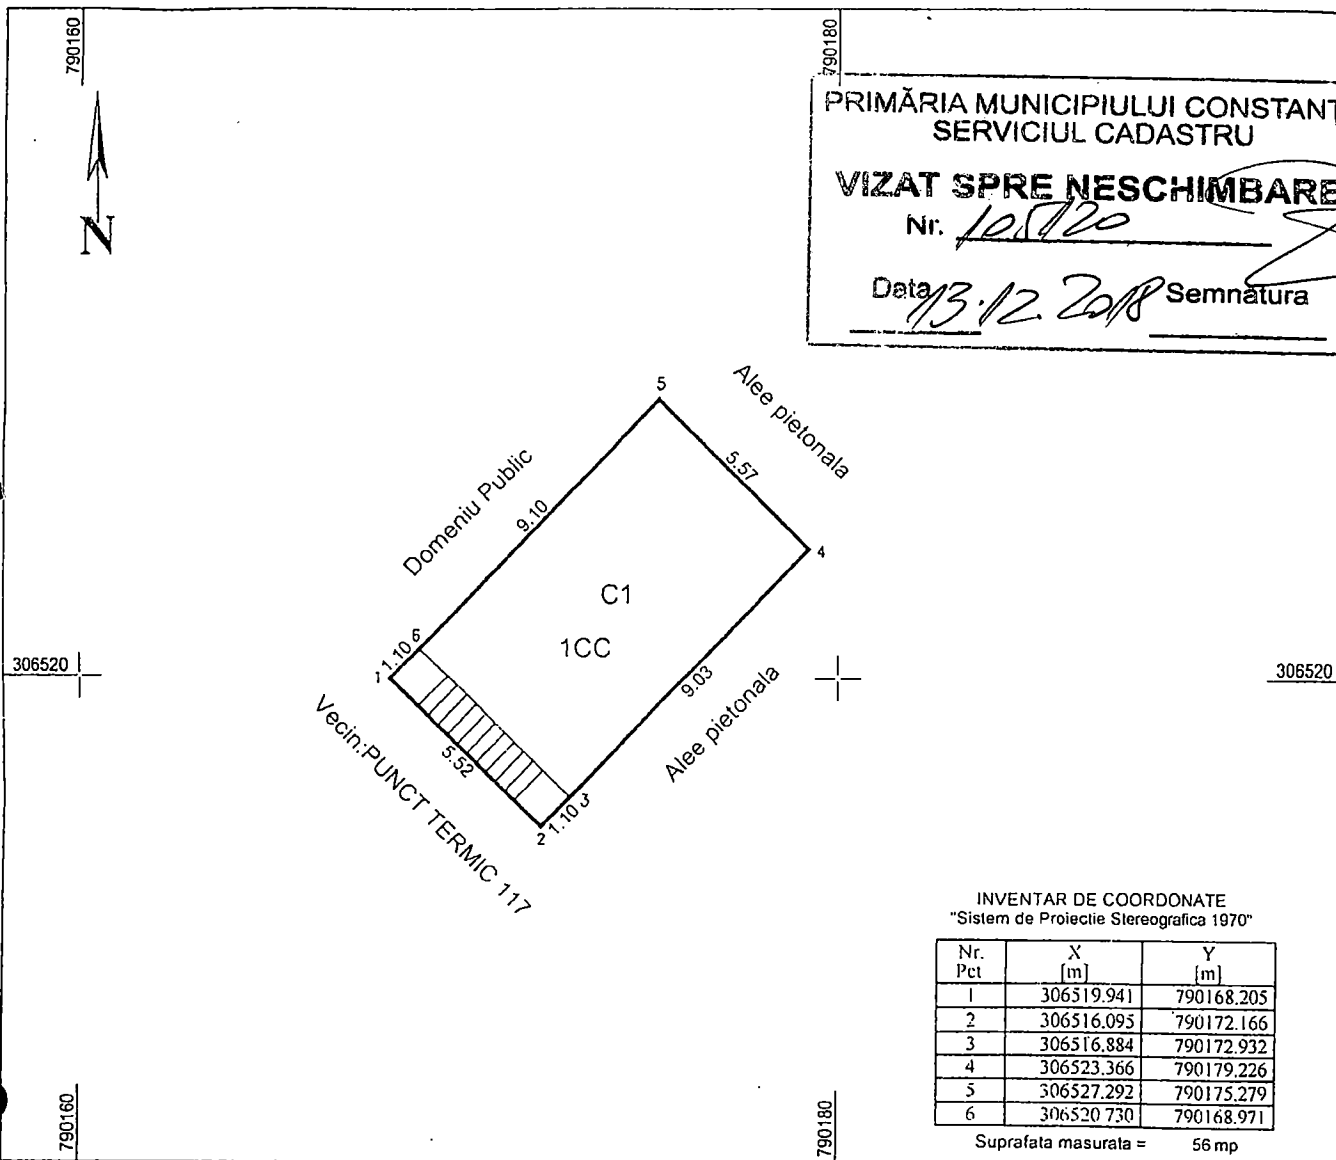 790160
790180
PRIMĂRIA MUNICIPIULUI CONSTANT
SERVICIUL CADASTRU
VIZAT SPRE NESCHIMBARE
Nr. 105120
Data 13.12.2018 Semnătura
N
5
Alee pietonala
5.57
Domeniu Public
9.10
4
C1
1CC
6
1.10
306520
1
306520
9.03
Alee pietonala
Vecin:PUNCT TERMIC 117
5.52
3
1.10
2
INVENTAR DE COORDONATE
"Sistem de Proiectie Stereografica 1970"
Nr. Pct X [m] Y [m]
1 306519.941 790168.205
2 306516.095 790172.166
3 306516.884 790172.932
4 306523.366 790179.226
5 306527.292 790175.279
6 306520.730 790168.971
Suprafata masurata = 56 mp
790160
790180